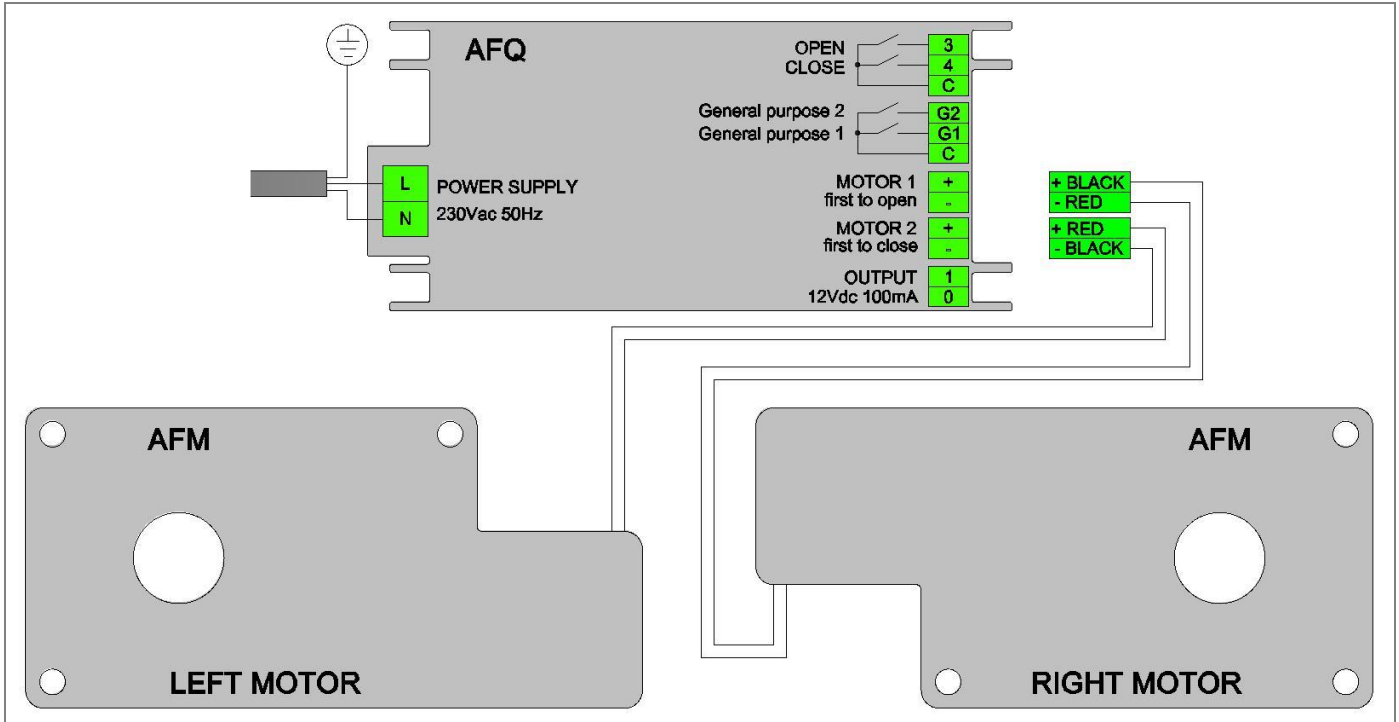 AFQ
OPEN
CLOSE
3
4
C
General purpose 2
General purpose 1
G2
G1
C
L
N
POWER SUPPLY
230Vac 50Hz
MOTOR 1
first to open
+
-
+ BLACK
- RED
MOTOR 2
first to close
+
-
+ RED
- BLACK
OUTPUT
12Vdc 100mA
1
0
AFM
LEFT MOTOR
AFM
RIGHT MOTOR